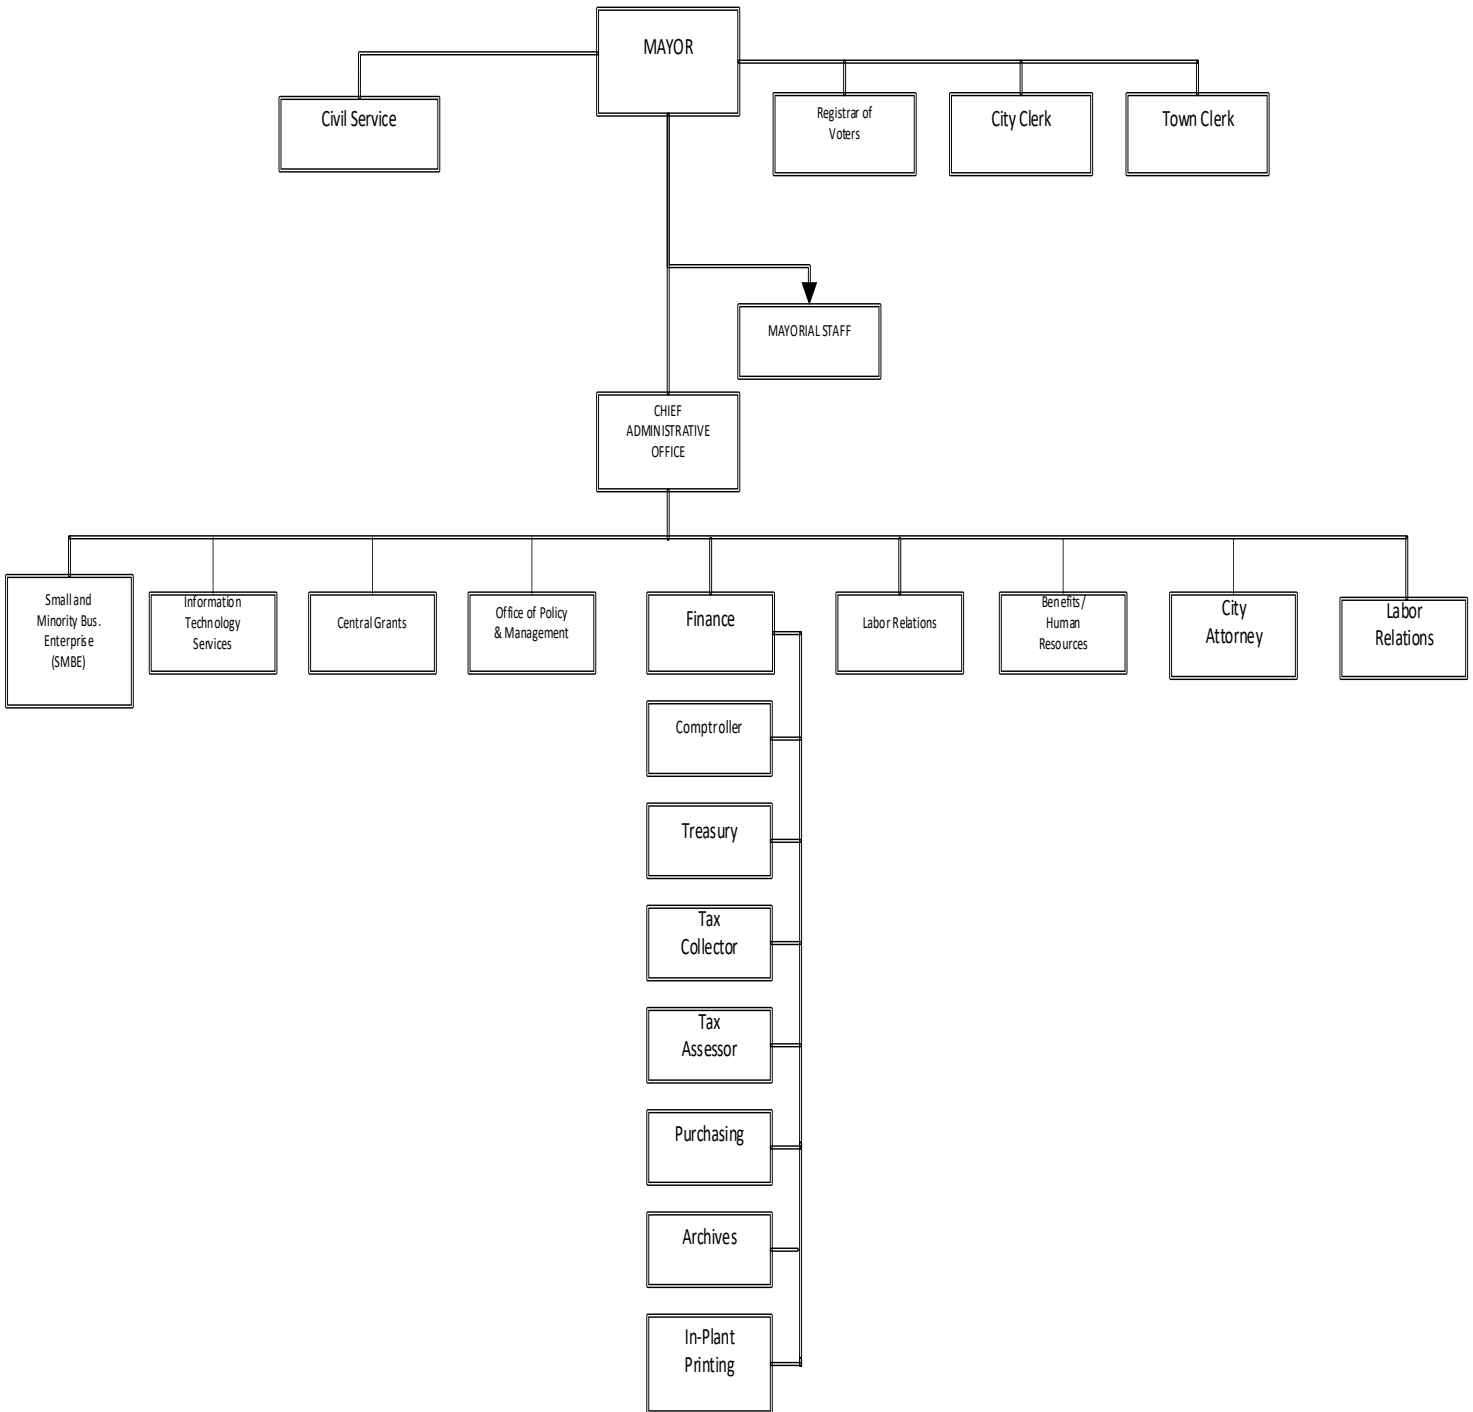 MAYOR
Civil Service
Registrar of
Voters
City Clerk
Town Clerk
MAYORIAL STAFF
CHIEF
ADMINISTRATIVE
OFFICE
Small and
Minority Bus.
Enterprise
(SMBE)
Information
Technology
Services
Central Grants
Office of Policy
& Management
Finance
Labor Relations
Benefits/
Human
Resources
City
Attorney
Labor
Relations
Comptroller
Treasury
Tax
Collector
Tax
Assessor
Purchasing
Archives
In-Plant
Printing